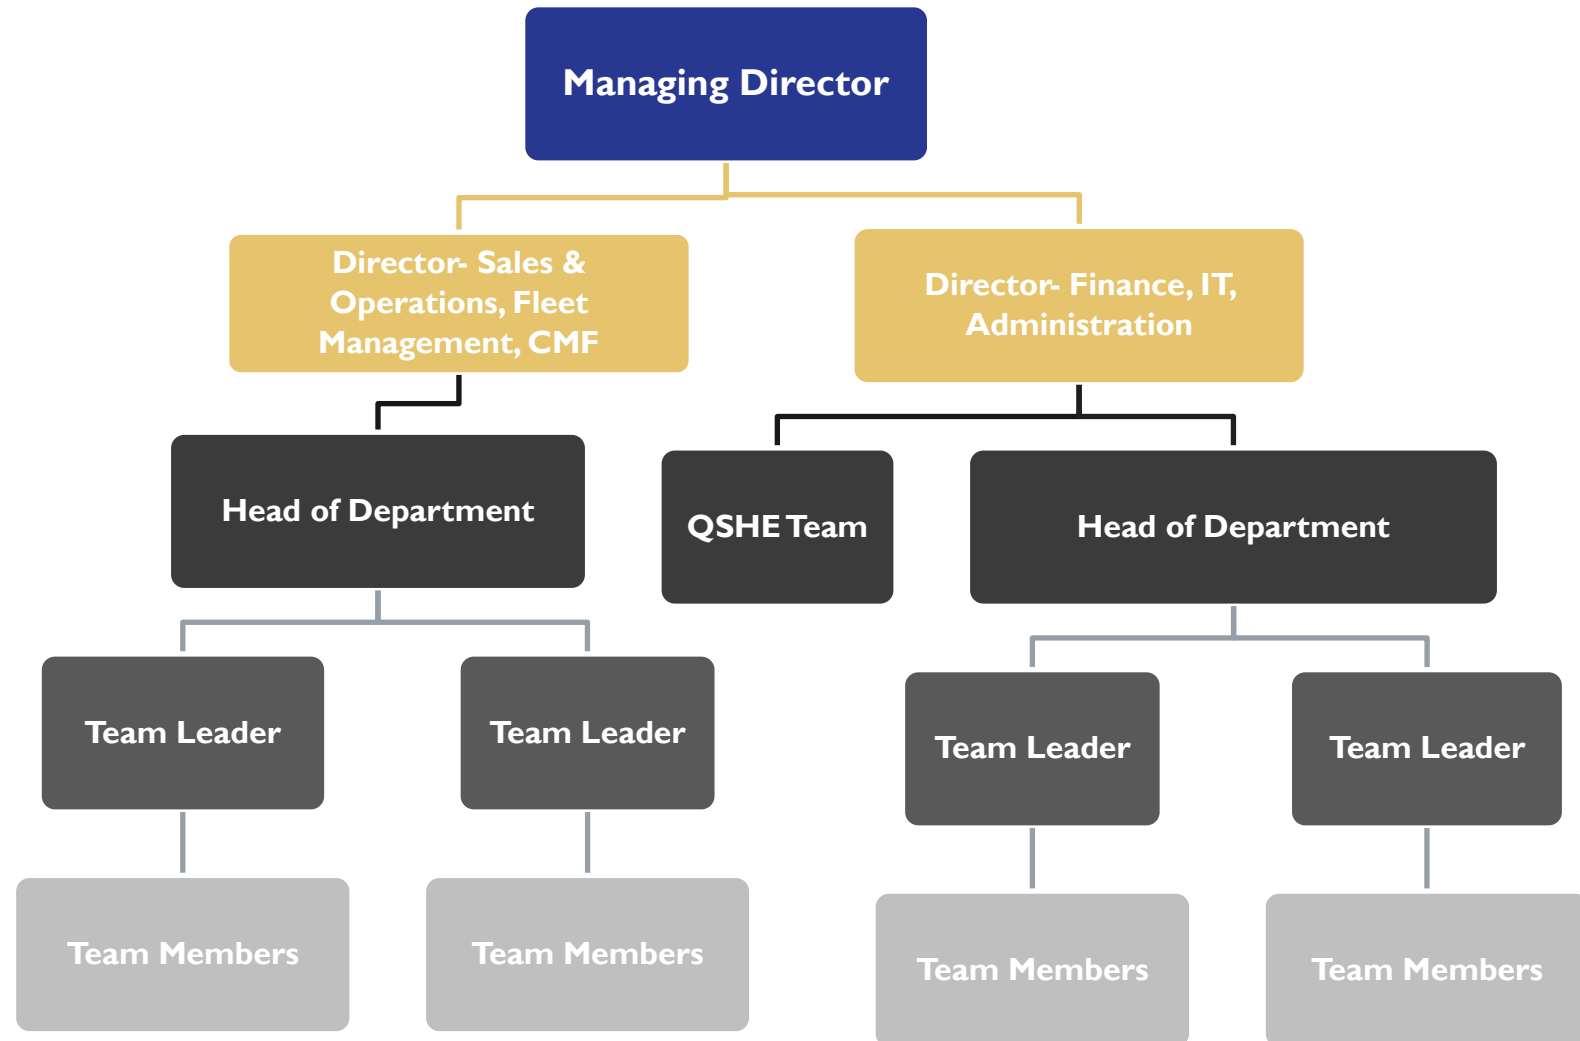 Managing Director
Director- Sales &
Operations, Fleet
Management, CMF
Director- Finance, IT,
Administration
Head of Department
QSHE Team
Head of Department
Team Leader
Team Leader
Team Leader
Team Leader
Team Members
Team Members
Team Members
Team Members